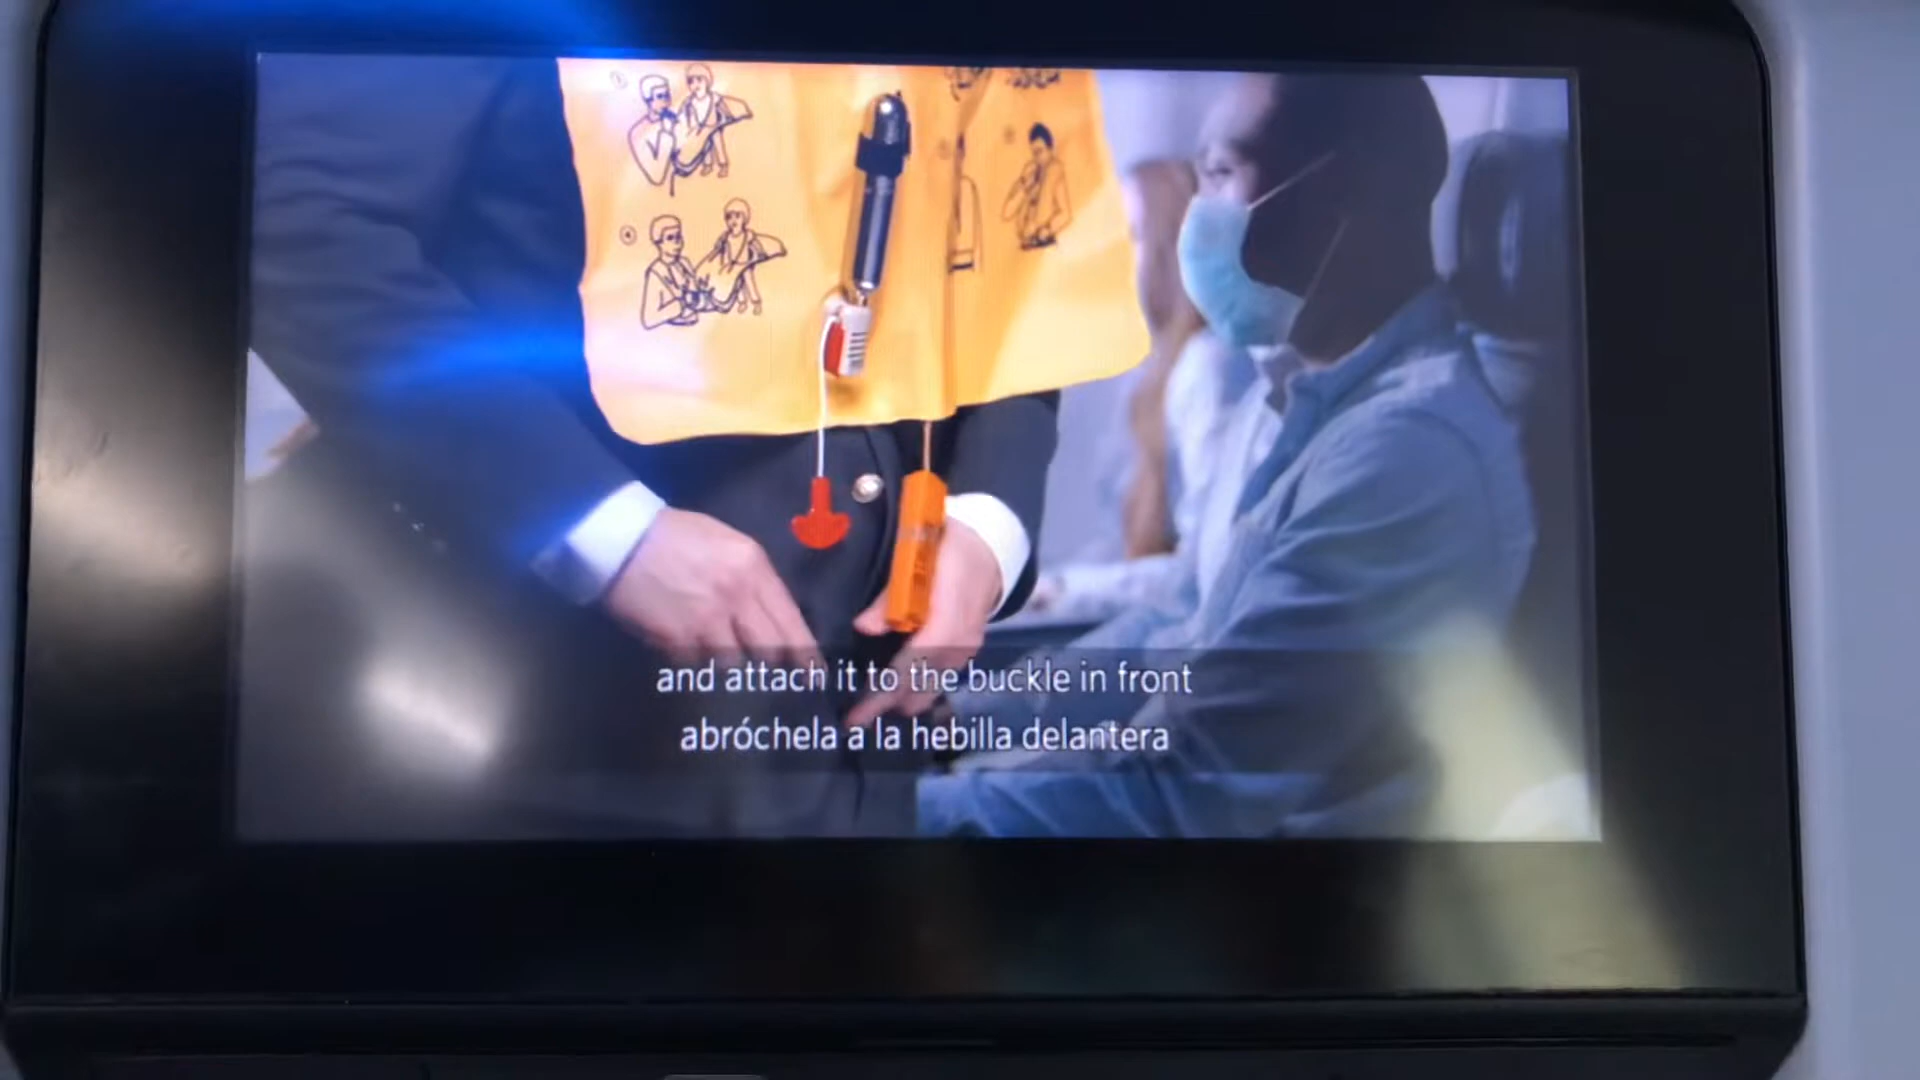 and attach it to the buckle in front
abróchela a la hebilla delantera